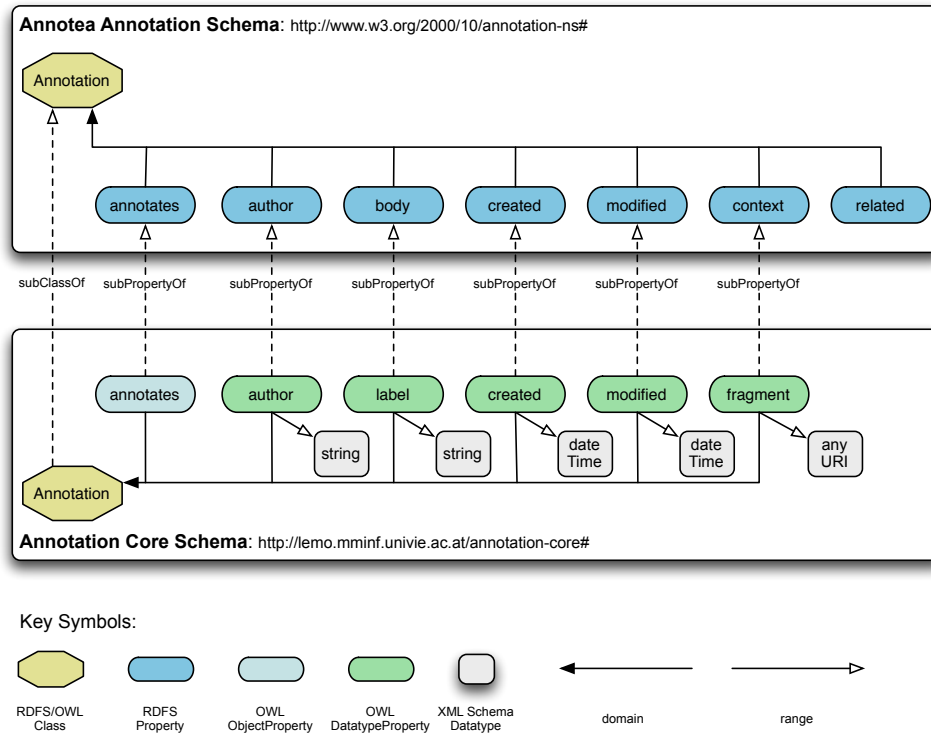 Annotea Annotation Schema: http://www.w3.org/2000/10/annotation-ns#
Annotation
annotates author body created modified context related
subClassOf subPropertyOf subPropertyOf subPropertyOf subPropertyOf subPropertyOf subPropertyOf
annotates author label created modified fragment
string string date Time date Time any URI
Annotation
Annotation Core Schema: http://lemo.mminf.univie.ac.at/annotation-core#
Key Symbols:
RDFS/OWL Class
RDFS Property
OWL ObjectProperty
OWL DatatypeProperty
XML Schema Datatype
domain
range